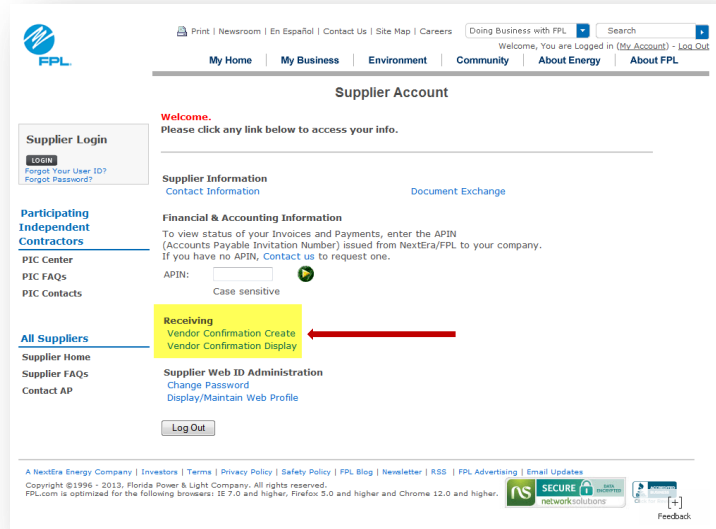 Print | Newsroom | En Español | Contact Us | Site Map | Careers
Doing Business with FPL
Search
Welcome, You are Logged in (My Account) - Log Out
FPL.
My Home | My Business | Environment | Community | About Energy | About FPL
Supplier Account
Welcome.
Please click any link below to access your info.
Supplier Login
LOGIN
Forgot Your User ID?
Forgot Password?
Supplier Information
Contact Information
Document Exchange
Participating
Independent
Contractors
PIC Center
PIC FAQs
PIC Contacts
Financial & Accounting Information
To view status of your Invoices and Payments, enter the APIN
(Accounts Payable Invitation Number) issued from NextEra/FPL to your company.
If you have no APIN, Contact us to request one.
APIN:
Case sensitive
Receiving
Vendor Confirmation Create
Vendor Confirmation Display
All Suppliers
Supplier Home
Supplier FAQs
Contact AP
Supplier Web ID Administration
Change Password
Display/Maintain Web Profile
Log Out
A NextEra Energy Company | Investors | Terms | Privacy Policy | Safety Policy | FPL Blog | Newsletter | RSS | FPL Advertising | Email Updates
Copyright ©1996 - 2013, Florida Power & Light Company. All rights reserved.
FPL.com is optimized for the following browsers: IE 7.0 and higher, Firefox 5.0 and higher and Chrome 12.0 and higher.
ns SECURE DATA ENCRYPTED
networksolutions
[+]
Feedback